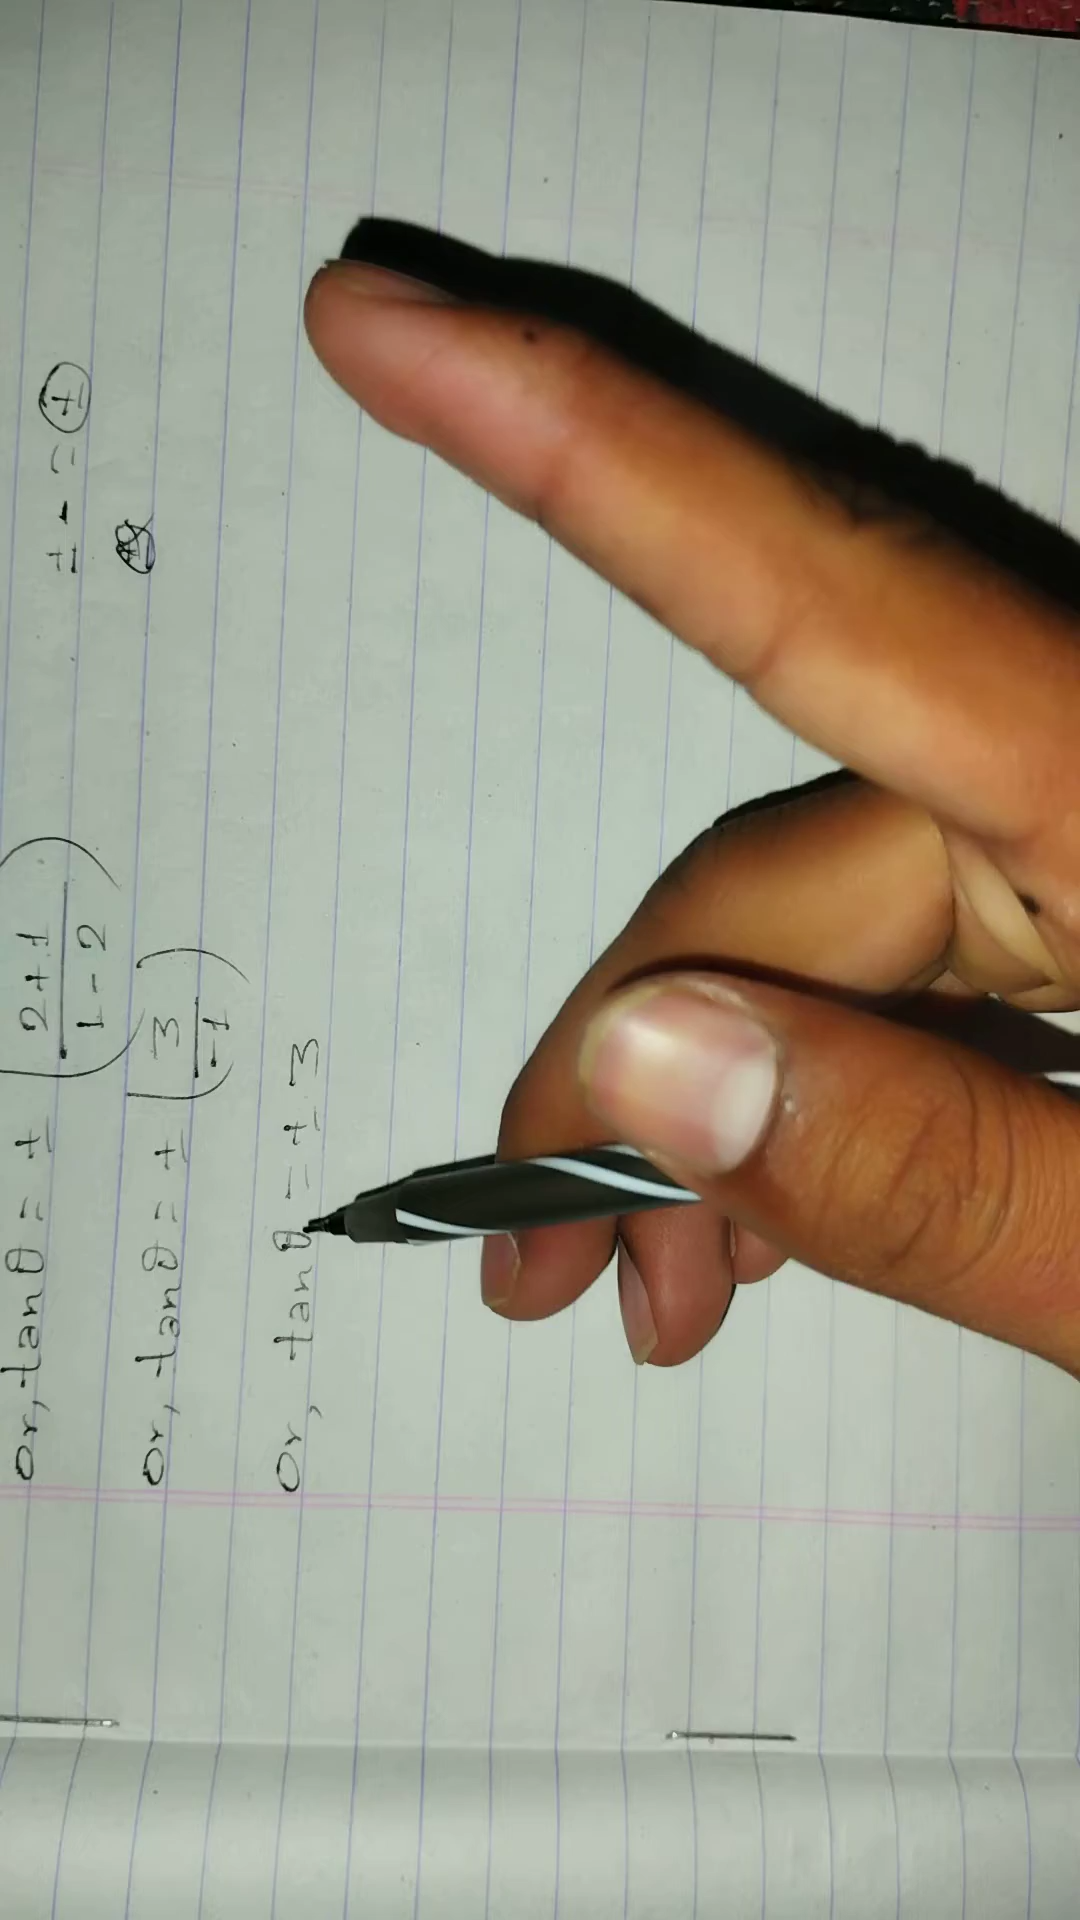 or, tanθ = ± (2+1/1-2) ± - = ±
or, tanθ = ± (3/-1)
or, tanθ = ± 3